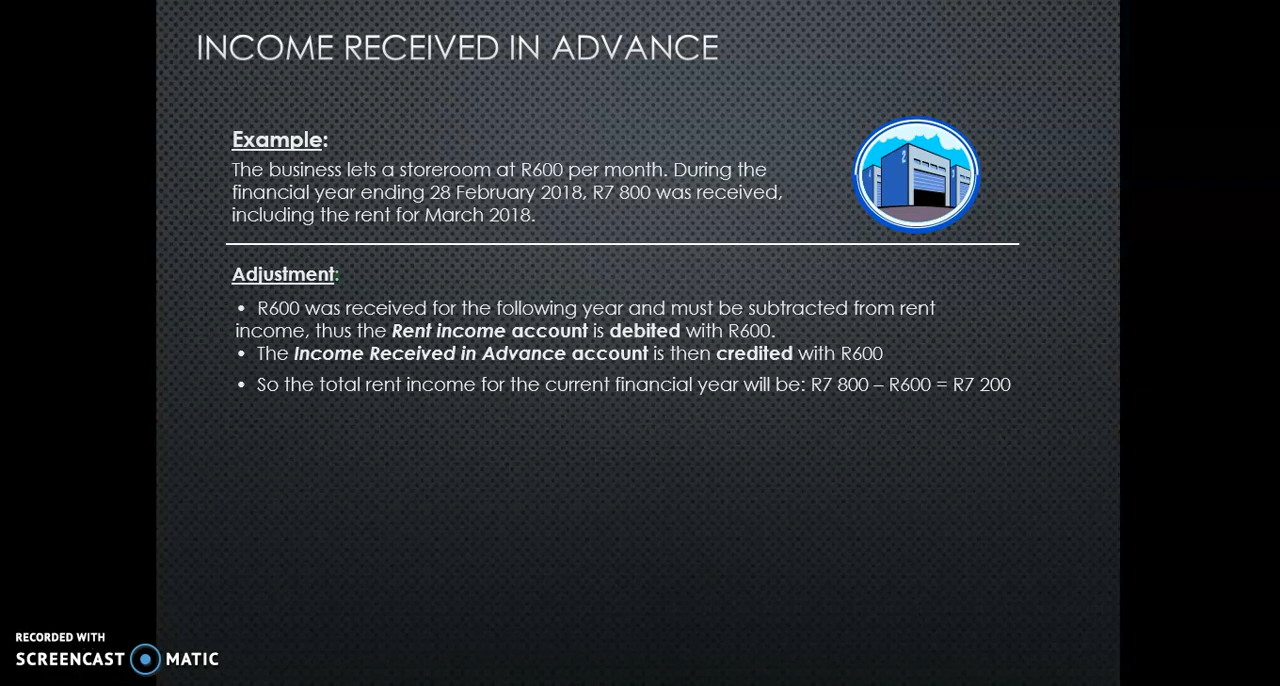 INCOME RECEIVED IN ADVANCE
Example:
The business lets a storeroom at R600 per month. During the
financial year ending 28 February 2018, R7 800 was received,
including the rent for March 2018.
Adjustment:
• R600 was received for the following year and must be subtracted from rent
income, thus the Rent income account is debited with R600.
• The Income Received in Advance account is then credited with R600
• So the total rent income for the current financial year will be: R7 800 – R600 = R7 200
RECORDED WITH
SCREENCAST MATIC